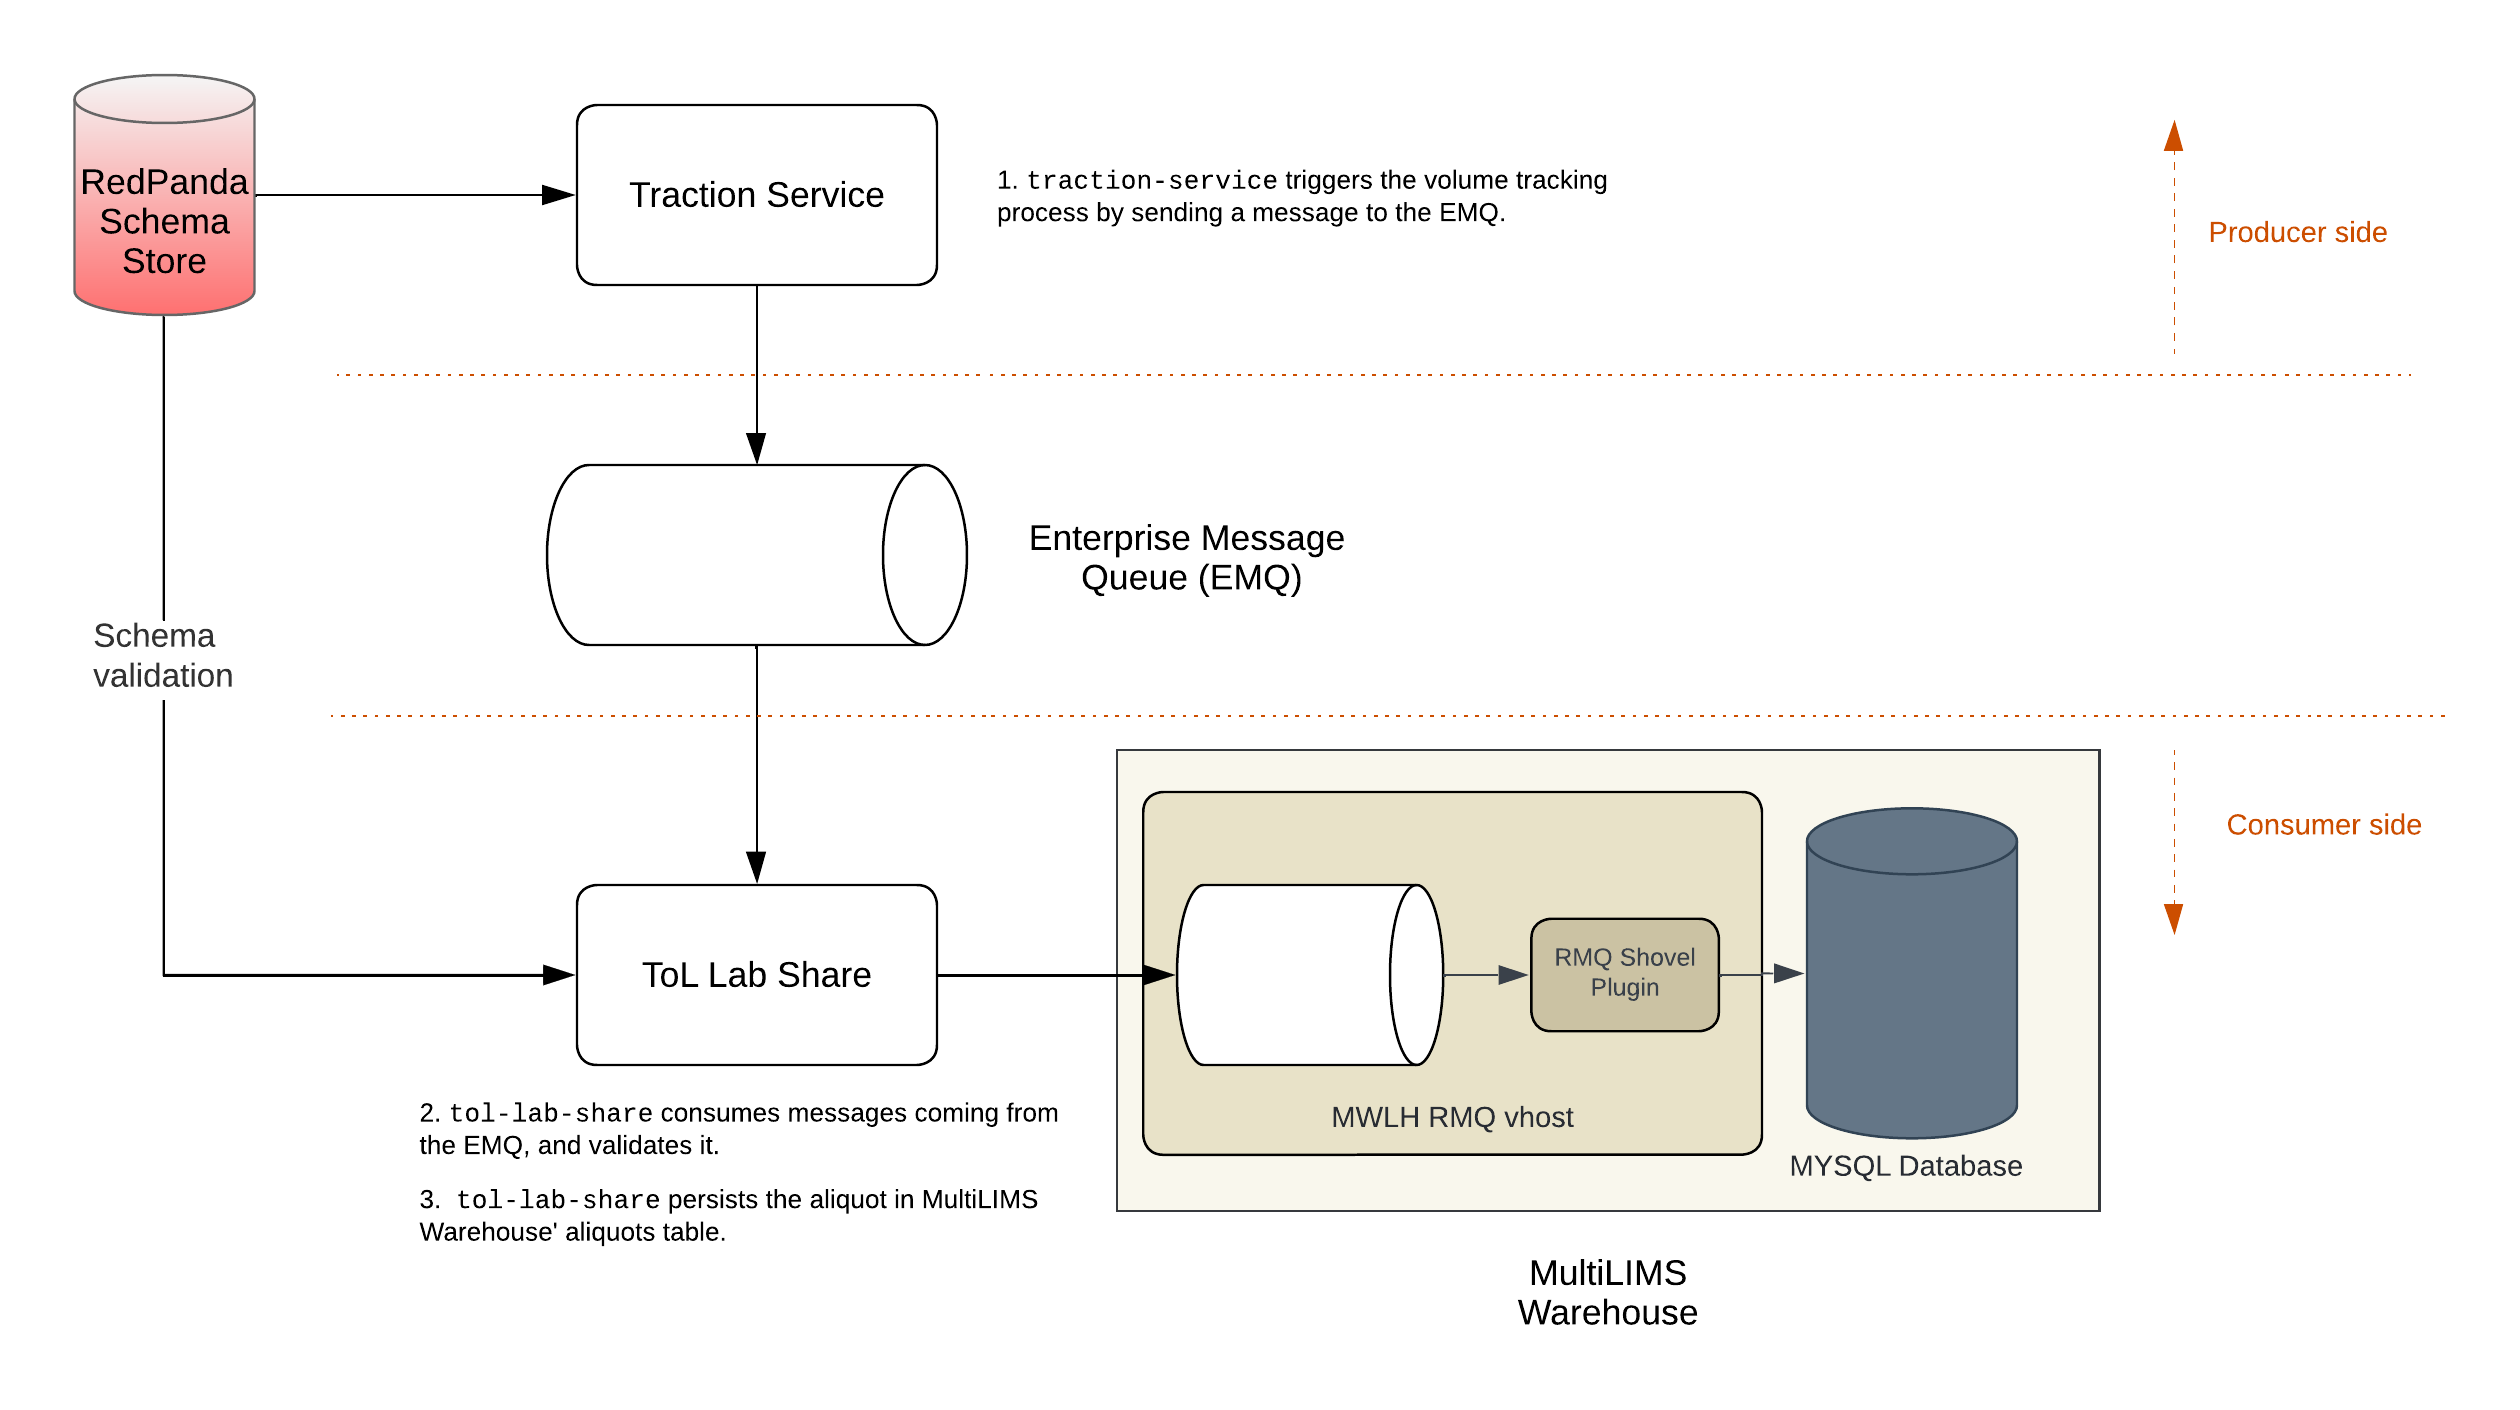 RedPanda
Schema
Store
Traction Service
1. traction-service triggers the volume tracking
process by sending a message to the EMQ.
Producer side
Enterprise Message
Queue (EMQ)
Schema
validation
Consumer side
ToL Lab Share
RMQ Shovel
Plugin
MWLH RMQ vhost
MYSQL Database
2. tol-lab-share consumes messages coming from
the EMQ, and validates it.
3. tol-lab-share persists the aliquot in MultiLIMS
Warehouse' aliquots table.
MultiLIMS
Warehouse